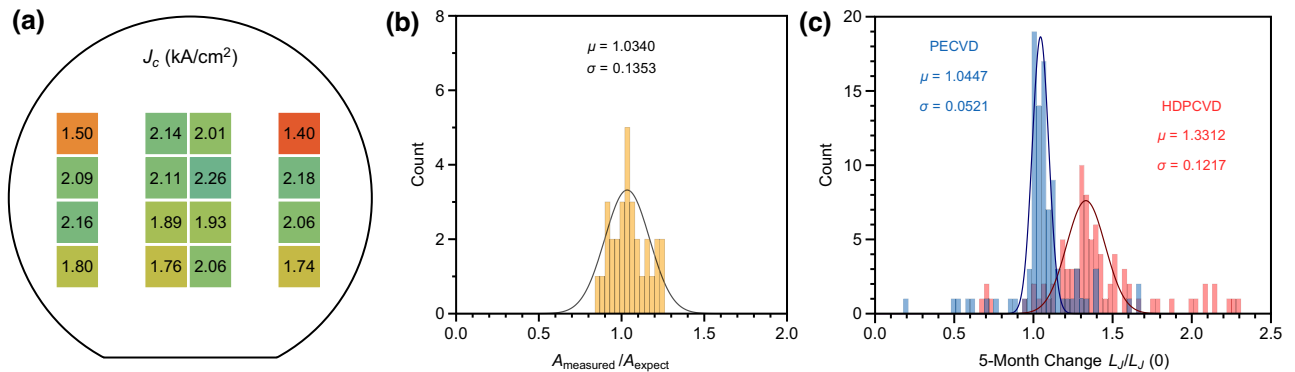 (a)
J_c (kA/cm²)
1.50 2.14 2.01 1.40
2.09 2.11 2.26 2.18
2.16 1.89 1.93 2.06
1.80 1.76 2.06 1.74
(b)
μ = 1.0340
σ = 0.1353
Count
8
6
4
2
0
0.0 0.5 1.0 1.5 2.0
A_measured/A_expect
(c)
PECVD
μ = 1.0447
σ = 0.0521
HDPCVD
μ = 1.3312
σ = 0.1217
Count
20
15
10
5
0
0.0 0.5 1.0 1.5 2.0 2.5
5-Month Change L_J/L_J (0)